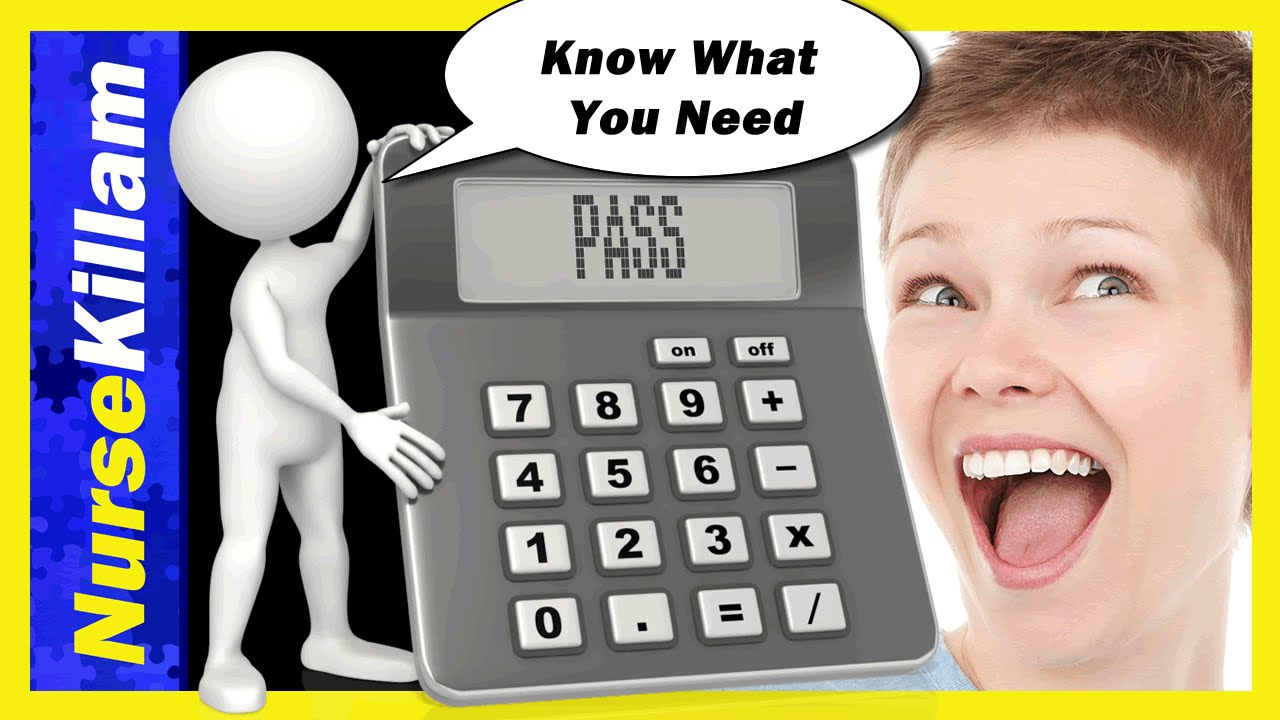 NurseKillam
Know What
You Need
PASS
on off
7 8 9 +
4 5 6 −
1 2 3 x
0 . = /